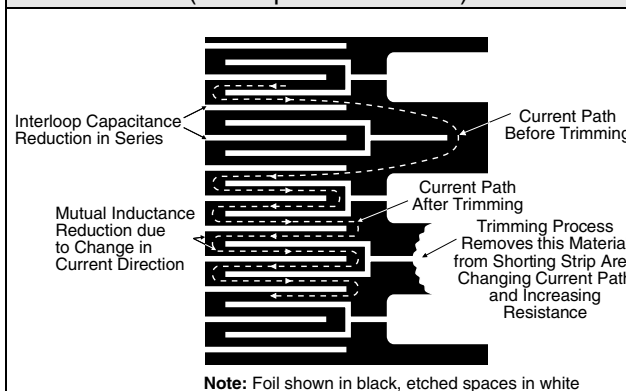 Interloop Capacitance
Reduction in Series
Current Path
Before Trimming
Current Path
After Trimming
Mutual Inductance
Reduction due
to Change in
Current Direction
Trimming Process
Removes this Materia
from Shorting Strip Are
Changing Current Path
and Increasing
Resistance
Note: Foil shown in black, etched spaces in white